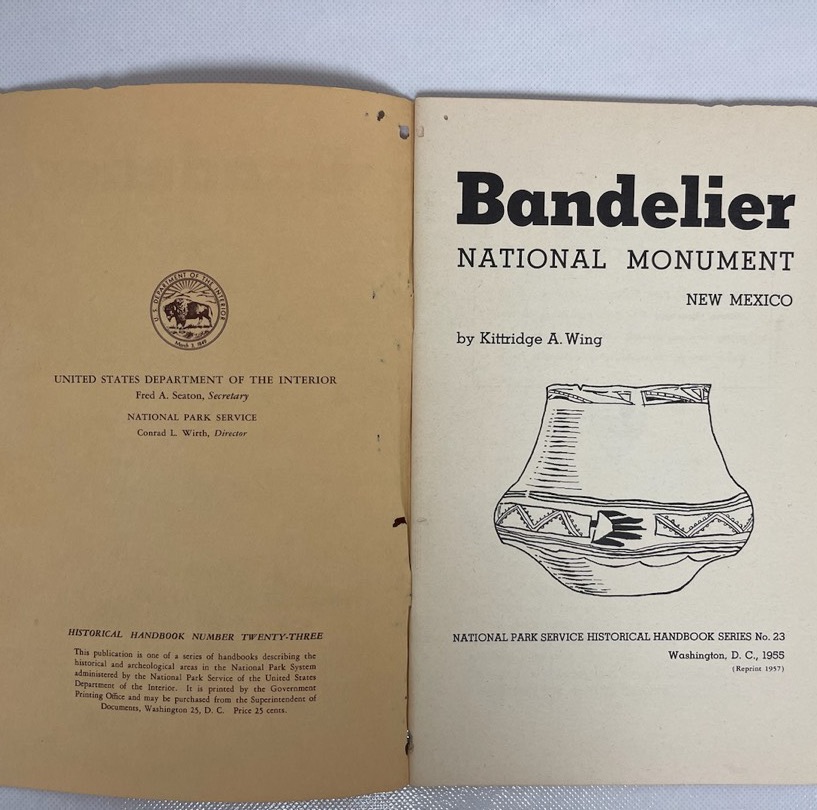 U. S. DEPARTMENT OF THE INTERIOR
March 3, 1849
UNITED STATES DEPARTMENT OF THE INTERIOR
Fred A. Seaton, Secretary
NATIONAL PARK SERVICE
Conrad L. Wirth, Director
HISTORICAL HANDBOOK NUMBER TWENTY-THREE
This publication is one of a series of handbooks describing the
historical and archeological areas in the National Park System
administered by the National Park Service of the United States
Department of the Interior. It is printed by the Government
Printing Office and may be purchased from the Superintendent of
Documents, Washington 25, D. C. Price 25 cents.
Bandelier
NATIONAL MONUMENT
NEW MEXICO
by Kittridge A. Wing
NATIONAL PARK SERVICE HISTORICAL HANDBOOK SERIES No. 23
Washington, D. C., 1955
(Reprint 1957)